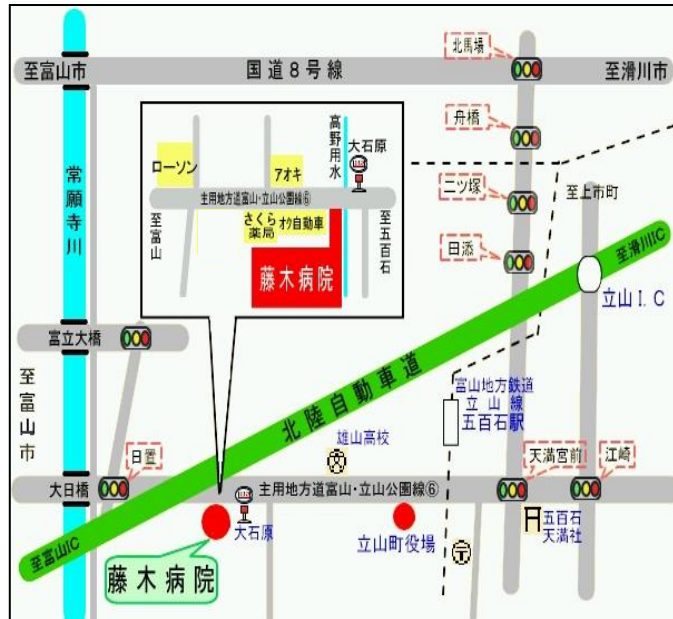 北馬場
至富山市
国道8号線
至滑川市
舟橋
高野用水
大石原
ローソン
アオキ
主用地方道富山・立山公園線⑥
二ツ塚
至上市町
常願寺川
至富山
さくら
薬局
オク自動車
至五百石
日添
至滑川IC
藤木病院
立山I.C
富立大橋
至富山市
北陸自動車道
富山地方鉄道
立山線
五百石駅
雄山高校
日置
天満宮前
江崎
大日橋
主用地方道富山・立山公園線⑥
大石原
五百石
天満社
立山町役場
至富山IC
藤木病院